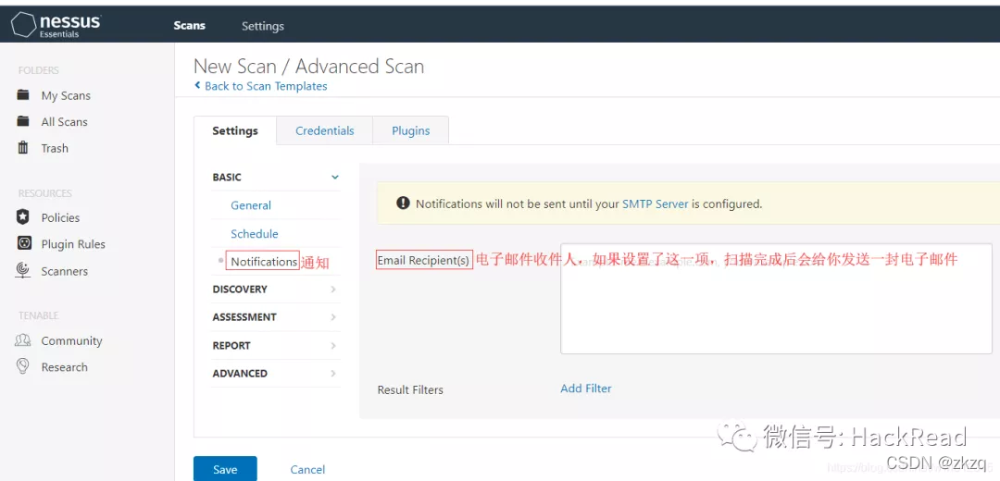 nessus
Essentials
Scans
Settings
FOLDERS
My Scans
All Scans
Trash
RESOURCES
Policies
Plugin Rules
Scanners
TENABLE
Community
Research
New Scan / Advanced Scan
Back to Scan Templates
Settings
Credentials
Plugins
BASIC
General
Schedule
Notifications 通知
DISCOVERY
ASSESSMENT
REPORT
ADVANCED
Notifications will not be sent until your SMTP Server is configured.
Email Recipient(s) 电子邮件收件人，如果设置了这一项，扫描完成后会给你发送一封电子邮件
Result Filters
Add Filter
Save
Cancel
微信号: HackRead
CSDN @zkzq